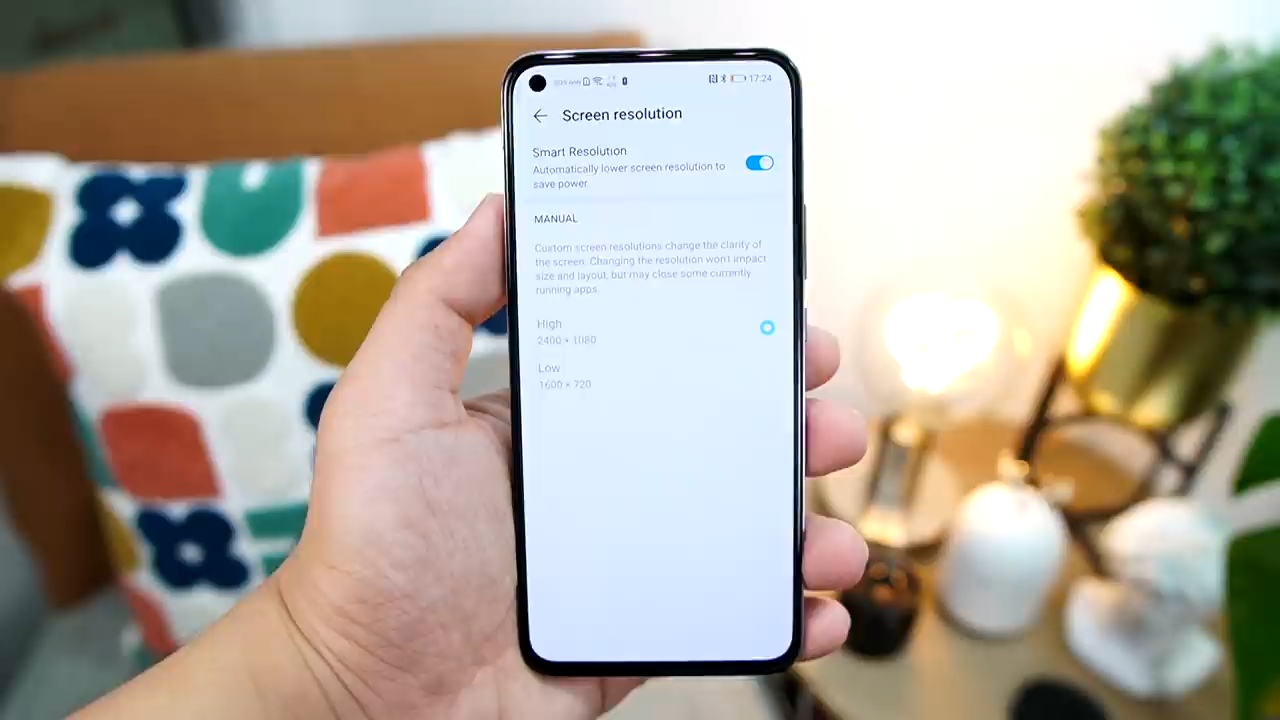 17:24
Screen resolution
Smart Resolution
Automatically lower screen resolution to
save power.
MANUAL
Custom screen resolutions change the clarity of
the screen. Changing the resolution won't impact
size and layout, but may close some currently
running apps.
High
2400 × 1080
Low
1600 × 720